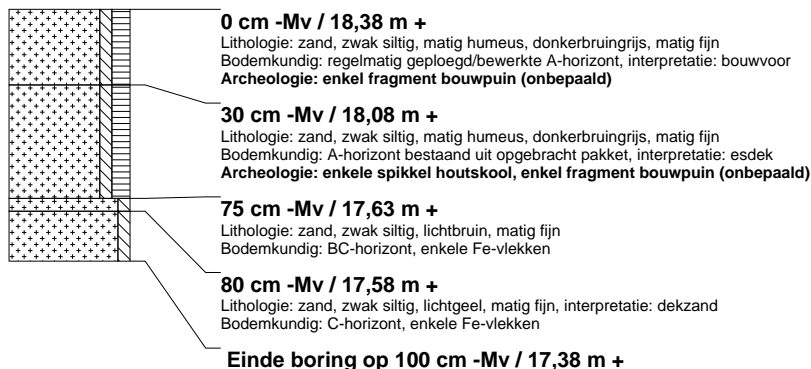 0 cm -Mv / 18,38 m +
Lithologie: zand, zwak siltig, matig humeus, donkerbruingrijs, matig fijn
Bodemkundig: regelmatig geploegd/bewerkte A-horizont, interpretatie: bouwvoor
Archeologie: enkel fragment bouwpuin (onbepaald)
30 cm -Mv / 18,08 m +
Lithologie: zand, zwak siltig, matig humeus, donkerbruingrijs, matig fijn
Bodemkundig: A-horizont bestaand uit opgebracht pakket, interpretatie: esdek
Archeologie: enkele spikkel houtskool, enkel fragment bouwpuin (onbepaald)
75 cm -Mv / 17,63 m +
Lithologie: zand, zwak siltig, lichtbruin, matig fijn
Bodemkundig: BC-horizont, enkele Fe-vlekken
80 cm -Mv / 17,58 m +
Lithologie: zand, zwak siltig, lichtgeel, matig fijn, interpretatie: dekzand
Bodemkundig: C-horizont, enkele Fe-vlekken
Einde boring op 100 cm -Mv / 17,38 m +